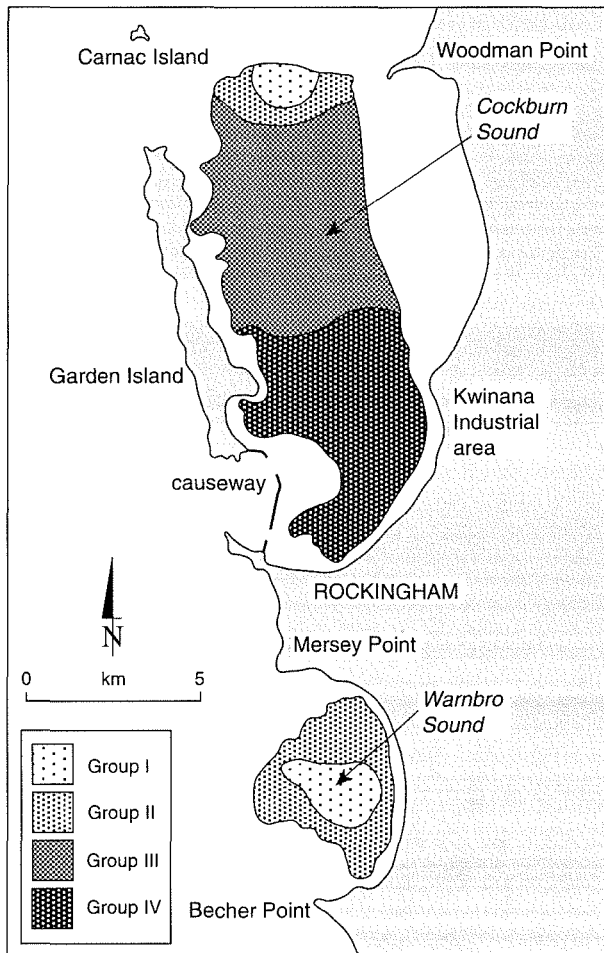 Carnac Island
Woodman Point
Cockburn
Sound
Garden Island
Kwinana
Industrial
area
causeway
ROCKINGHAM
N
Mersey Point
0 5
km
Warnbro
Sound
Group I
Group II
Group III
Group IV
Becher Point